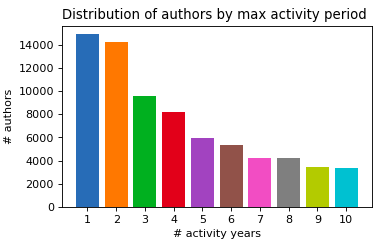 Distribution of authors by max activity period
# authors
14000
12000
10000
8000
6000
4000
2000
0
1 2 3 4 5 6 7 8 9 10
# activity years